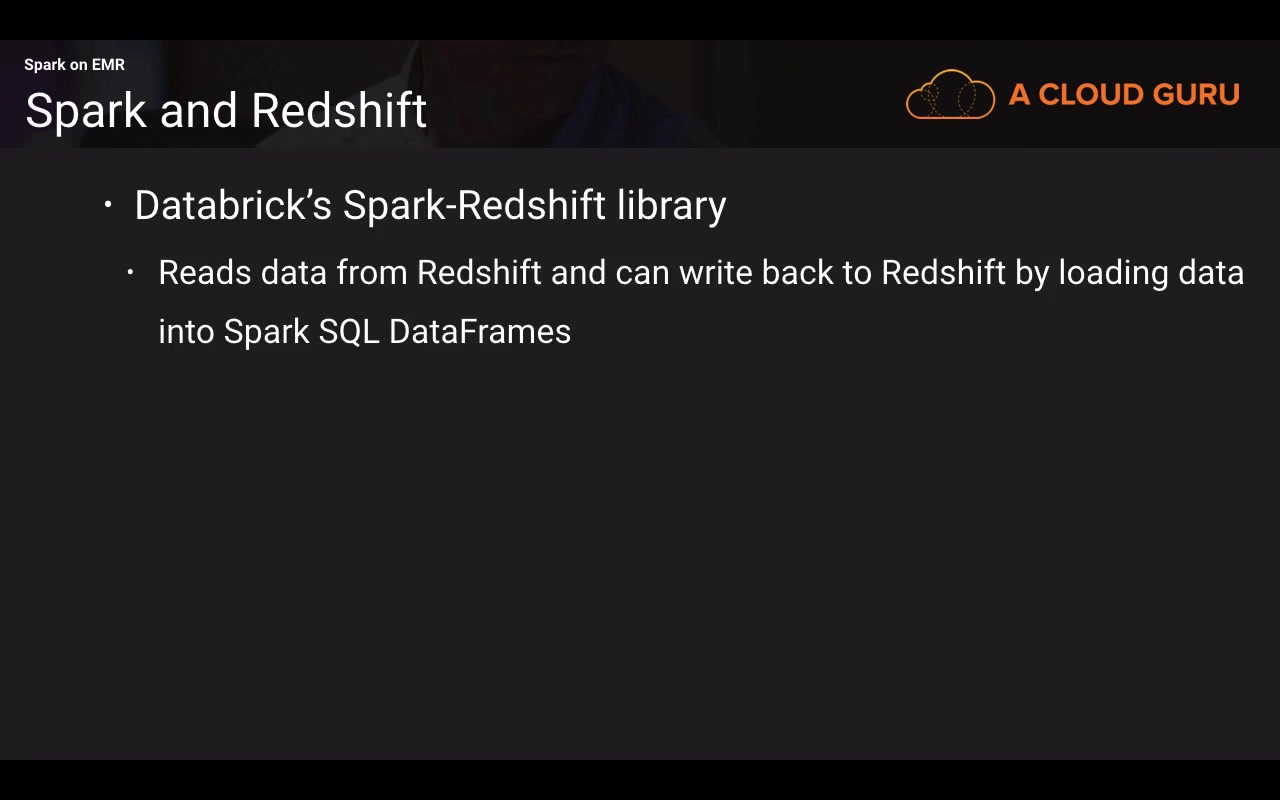 Spark on EMR
Spark and Redshift
A CLOUD GURU
• Databrick’s Spark-Redshift library
• Reads data from Redshift and can write back to Redshift by loading data
into Spark SQL DataFrames